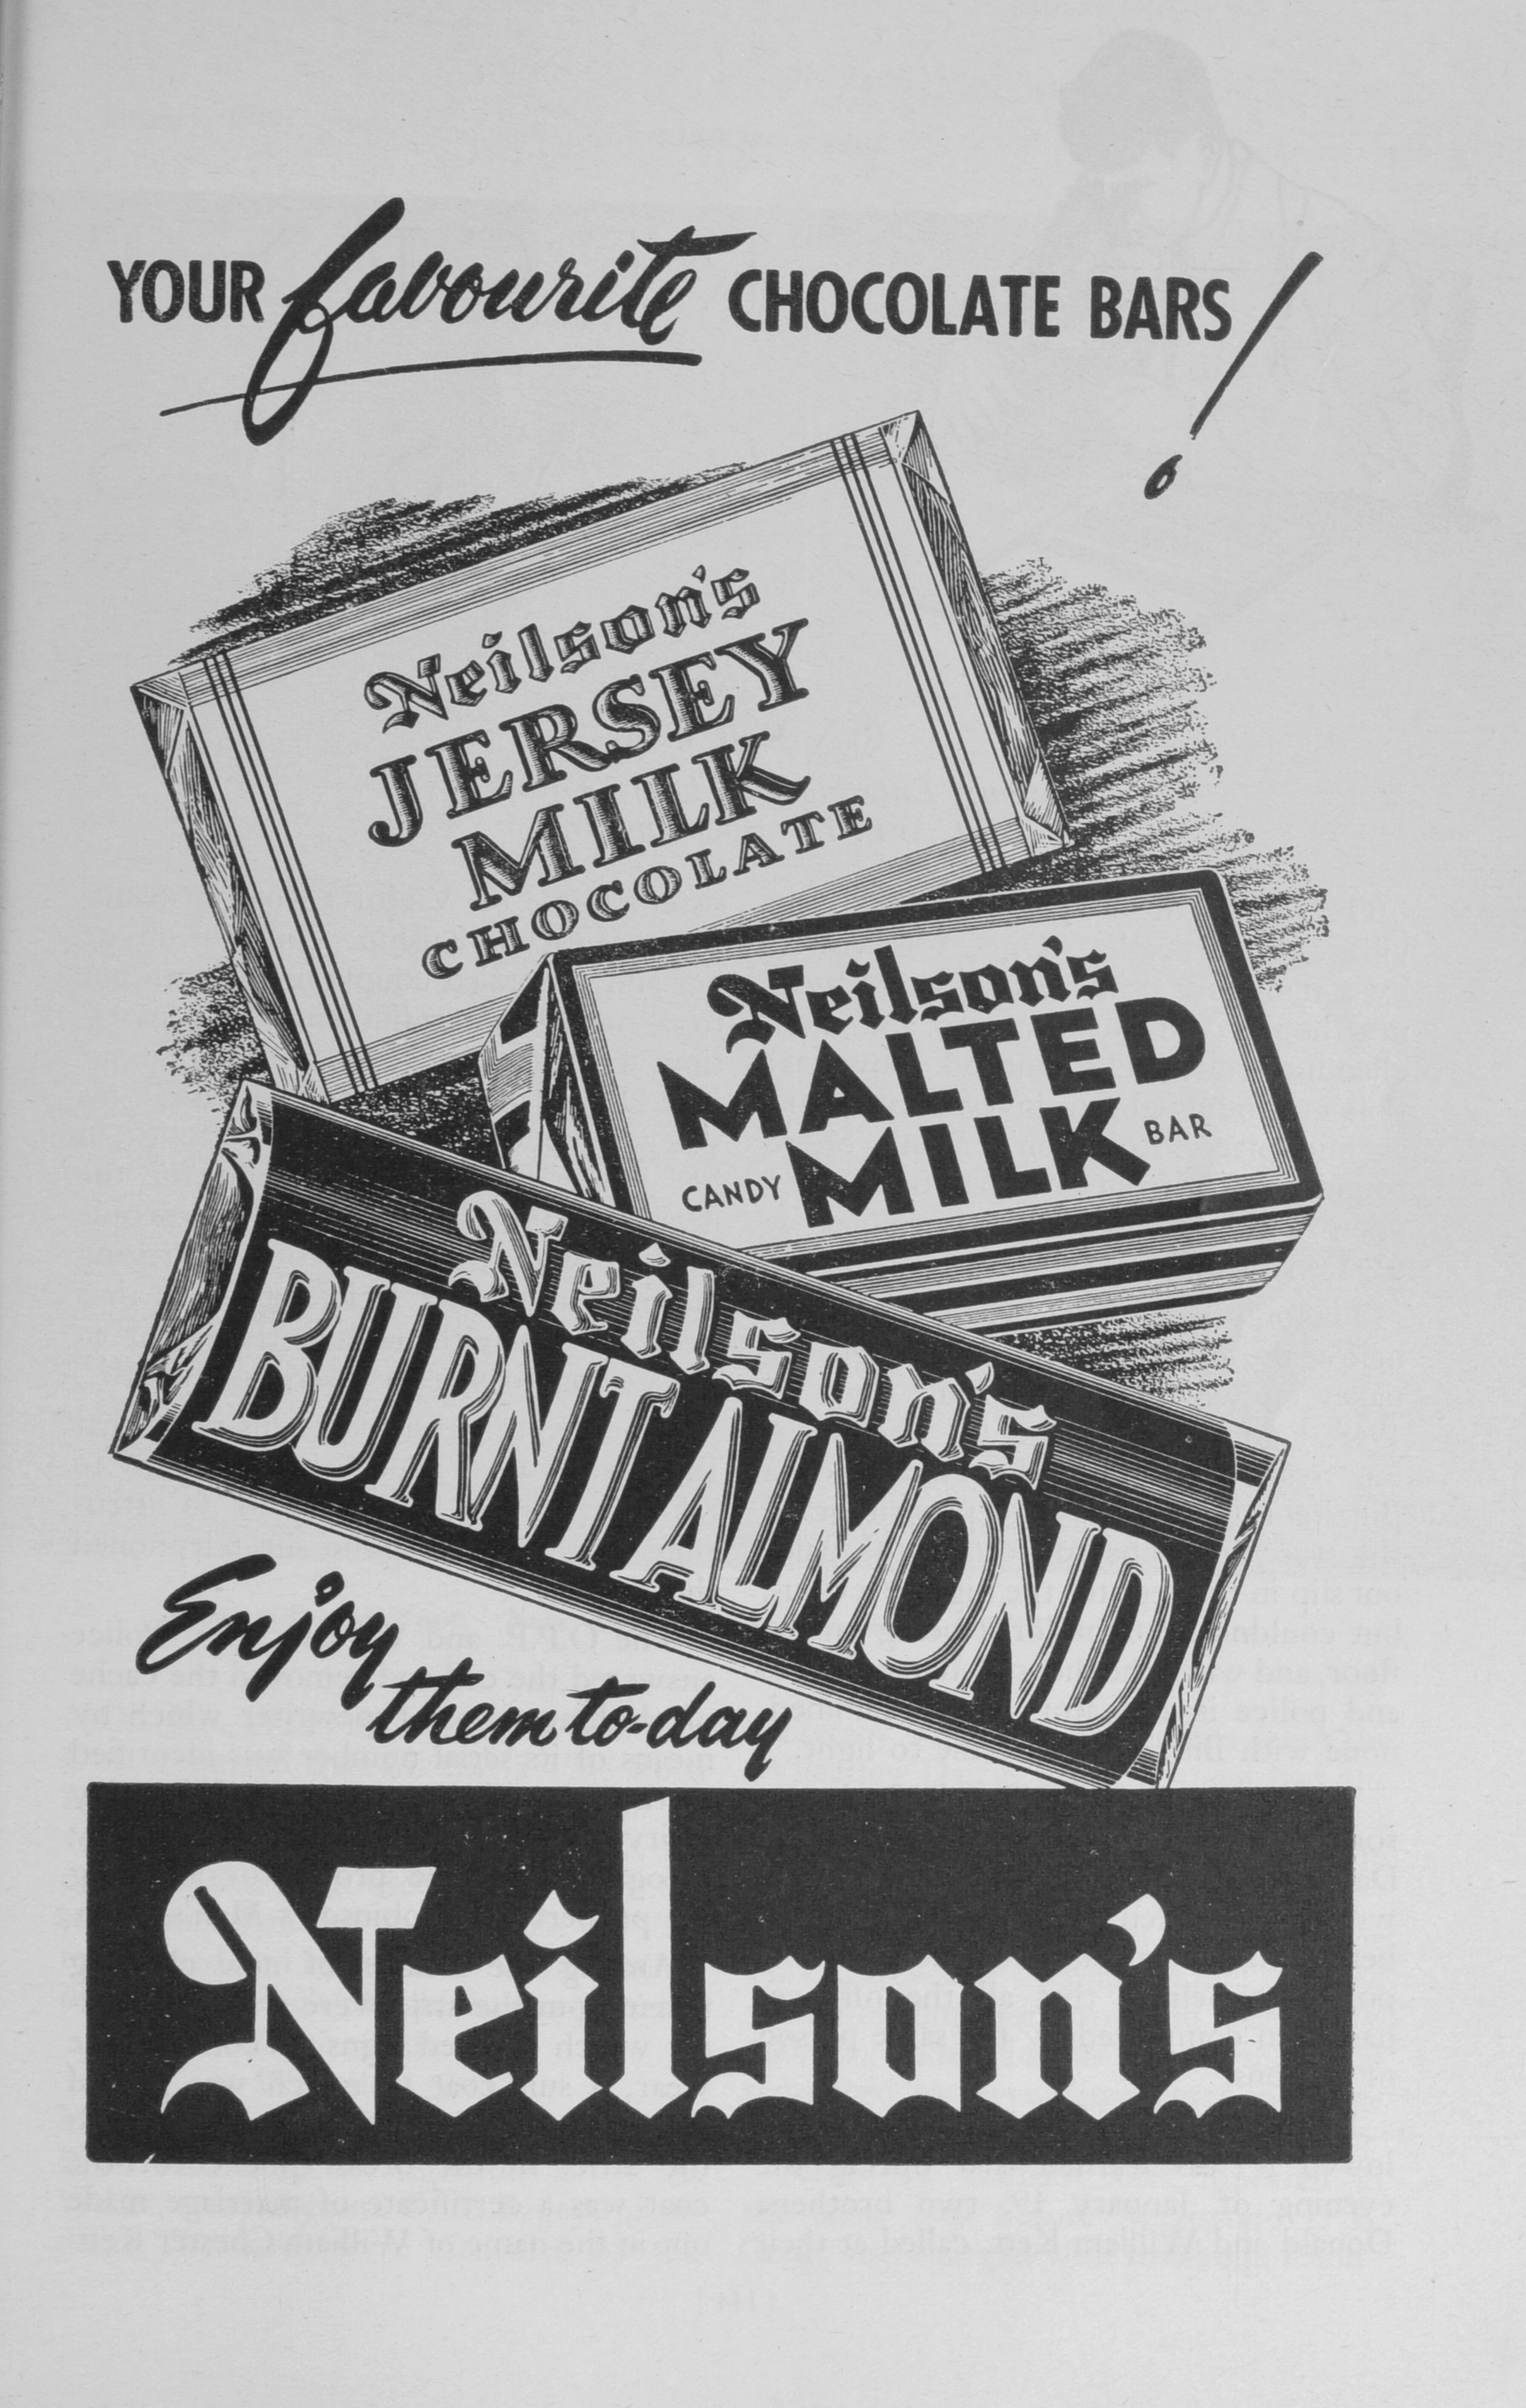 YOUR favourite CHOCOLATE BARS!
Neilson's
JERSEY
MILK
CHOCOLATE
Neilson's
MALTED
CANDY MILK BAR
Neilson's
BURNT ALMOND
Enjoy
them to-day
Neilson's